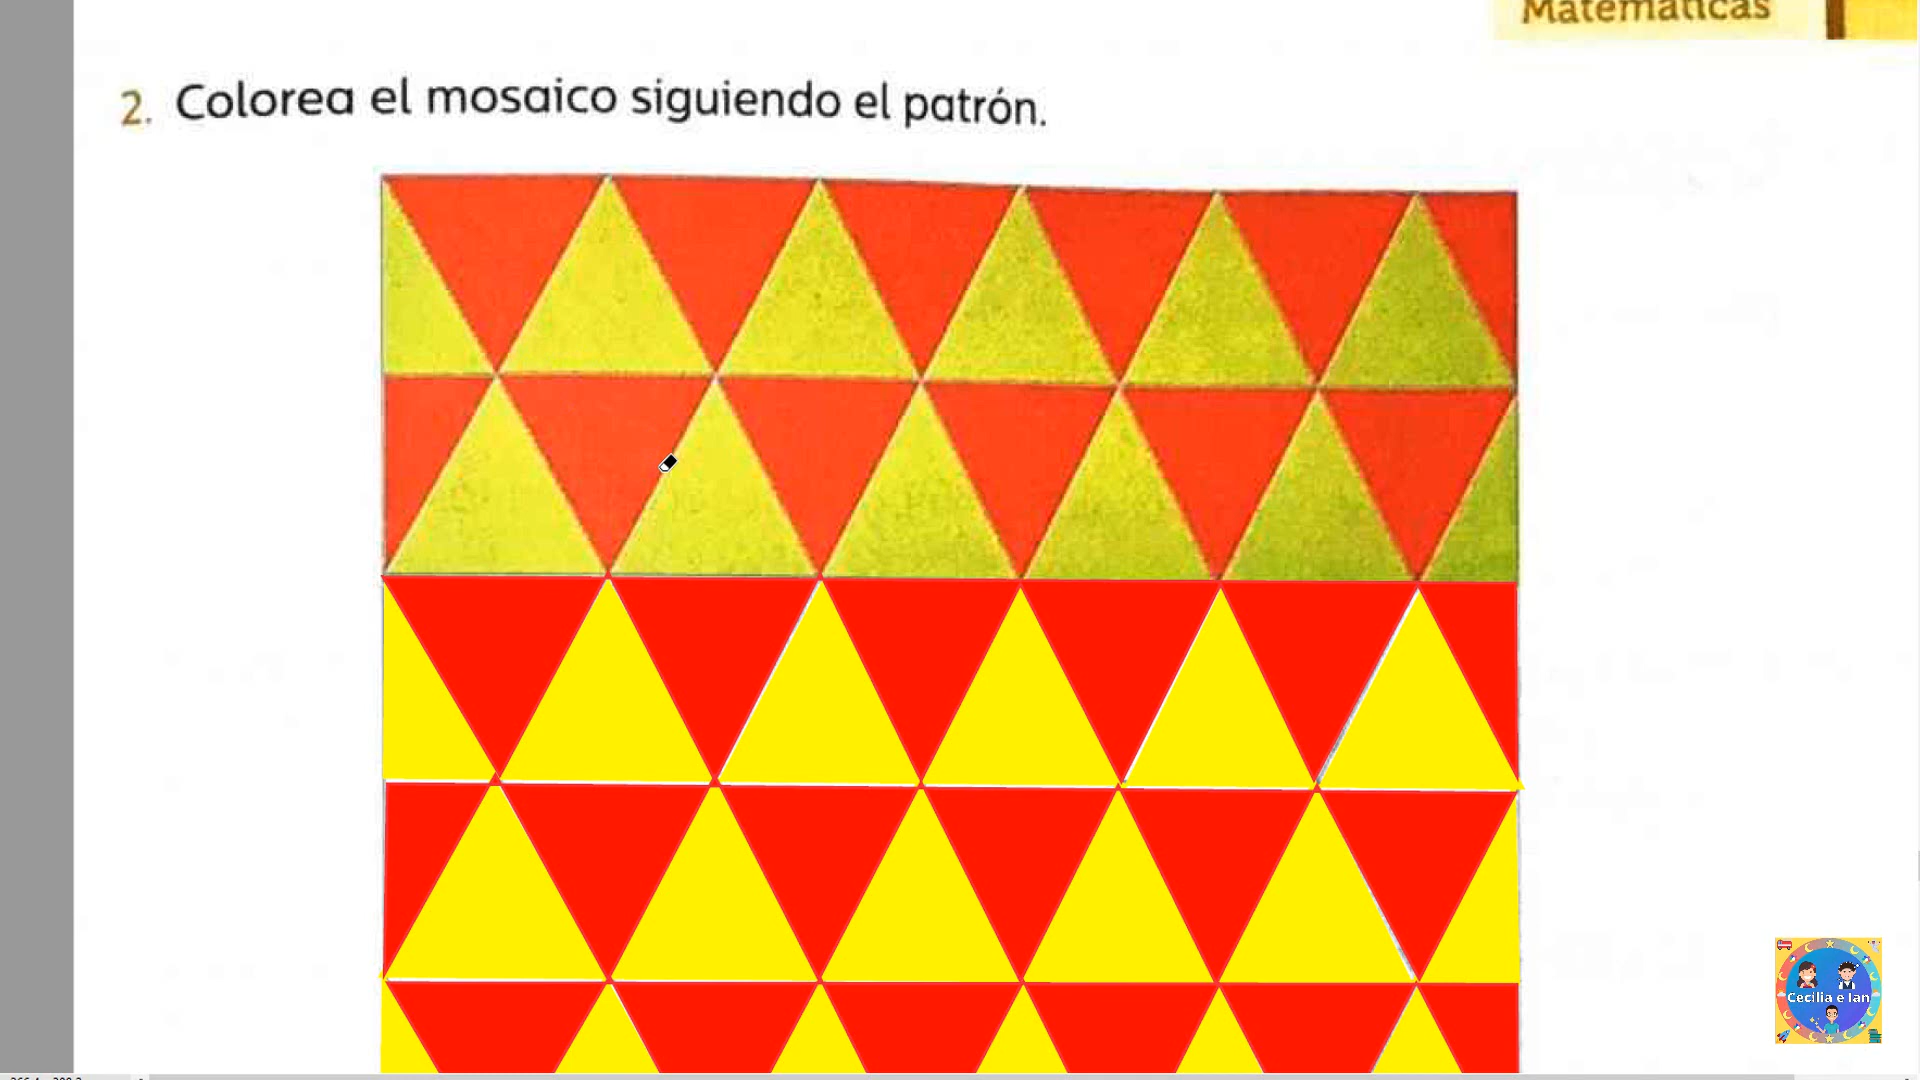 Matemáticas
2. Colorea el mosaico siguiendo el patrón.
Cecilia e Ian